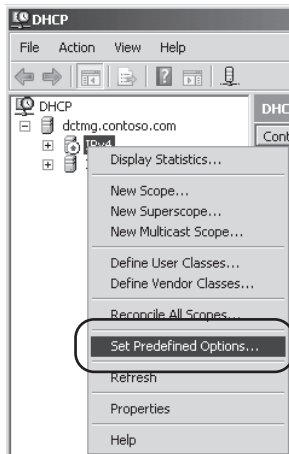 DHCP
File Action View Help
DHCP
DHC
Cont
dctmg.contoso.com
IPv4
Display Statistics...
New Scope...
New Superscope...
New Multicast Scope...
Define User Classes...
Define Vendor Classes...
Reconcile All Scopes...
Set Predefined Options...
Refresh
Properties
Help